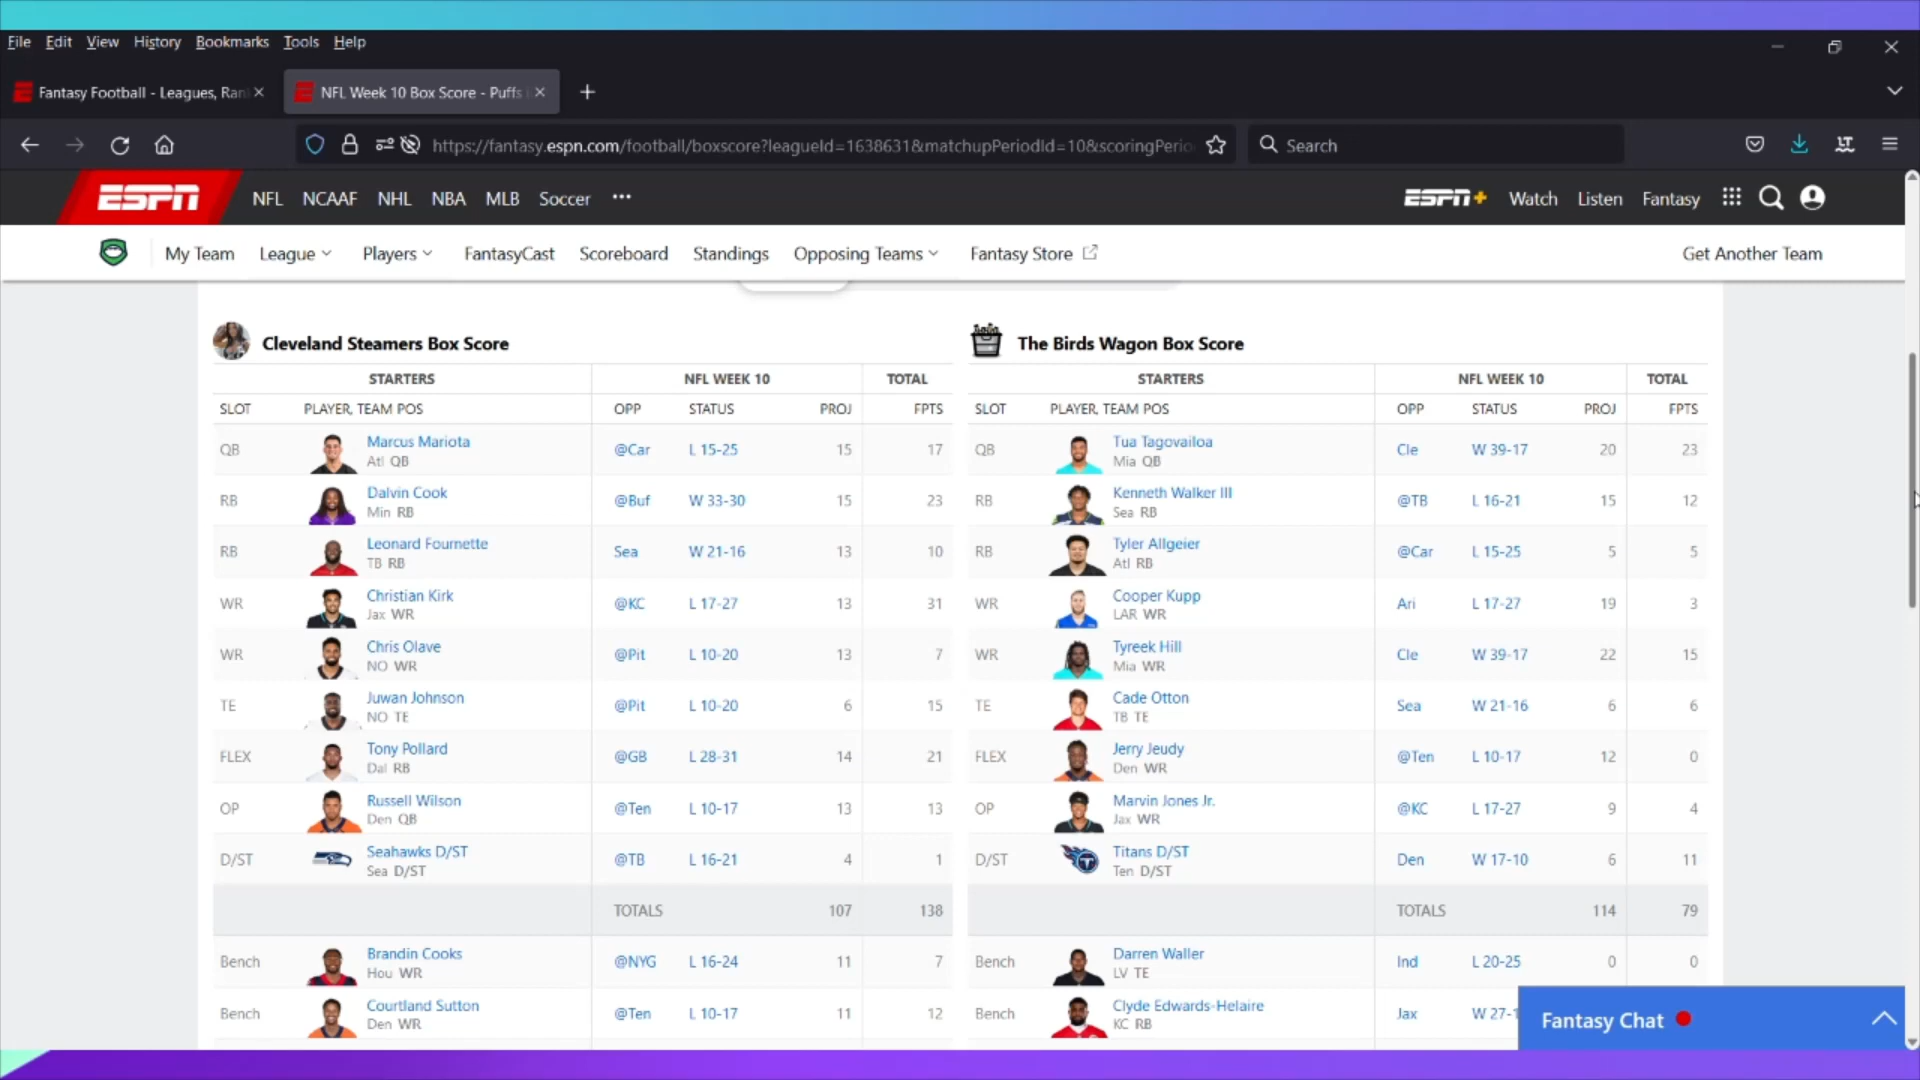 File Edit View History Bookmarks Tools Help
Fantasy Football - Leagues, Ran
NFL Week 10 Box Score - Puffs
https://fantasy.espn.com/football/boxscore?leagueId=1638631&matchupPeriodId=10&scoringPerio
Search
ESPN NFL NCAAF NHL NBA MLB Soccer ··· ESPN+ Watch Listen Fantasy
My Team League Players FantasyCast Scoreboard Standings Opposing Teams Fantasy Store Get Another Team
Cleveland Steamers Box Score
STARTERS NFL WEEK 10 TOTAL
SLOT PLAYER, TEAM POS OPP STATUS PROJ FPTS
QB Marcus Mariota @Car L 15-25 15 17
Atl QB
RB Dalvin Cook @Buf W 33-30 15 23
Min RB
RB Leonard Fournette Sea W 21-16 13 10
TB RB
WR Christian Kirk @KC L 17-27 13 31
Jax WR
WR Chris Olave @Pit L 10-20 13 7
NO WR
TE Juwan Johnson @Pit L 10-20 6 15
NO TE
FLEX Tony Pollard @GB L 28-31 14 21
Dal RB
OP Russell Wilson @Ten L 10-17 13 13
Den QB
D/ST Seahawks D/ST @TB L 16-21 4 1
Sea D/ST
TOTALS 107 138
Bench Brandin Cooks @NYG L 16-24 11 7
Hou WR
Bench Courtland Sutton @Ten L 10-17 11 12
Den WR
The Birds Wagon Box Score
STARTERS NFL WEEK 10 TOTAL
SLOT PLAYER, TEAM POS OPP STATUS PROJ FPTS
QB Tua Tagovailoa Cle W 39-17 20 23
Mia QB
RB Kenneth Walker III @TB L 16-21 15 12
Sea RB
RB Tyler Allgeier @Car L 15-25 5 5
Atl RB
WR Cooper Kupp Ari L 17-27 19 3
LAR WR
WR Tyreek Hill Cle W 39-17 22 15
Mia WR
TE Cade Otton Sea W 21-16 6 6
TB TE
FLEX Jerry Jeudy @Ten L 10-17 12 0
Den WR
OP Marvin Jones Jr. @KC L 17-27 9 4
Jax WR
D/ST Titans D/ST Den W 17-10 6 11
Ten D/ST
TOTALS 114 79
Bench Darren Waller Ind L 20-25 0 0
LV TE
Bench Clyde Edwards-Helaire Jax W 27-1
KC RB
Fantasy Chat